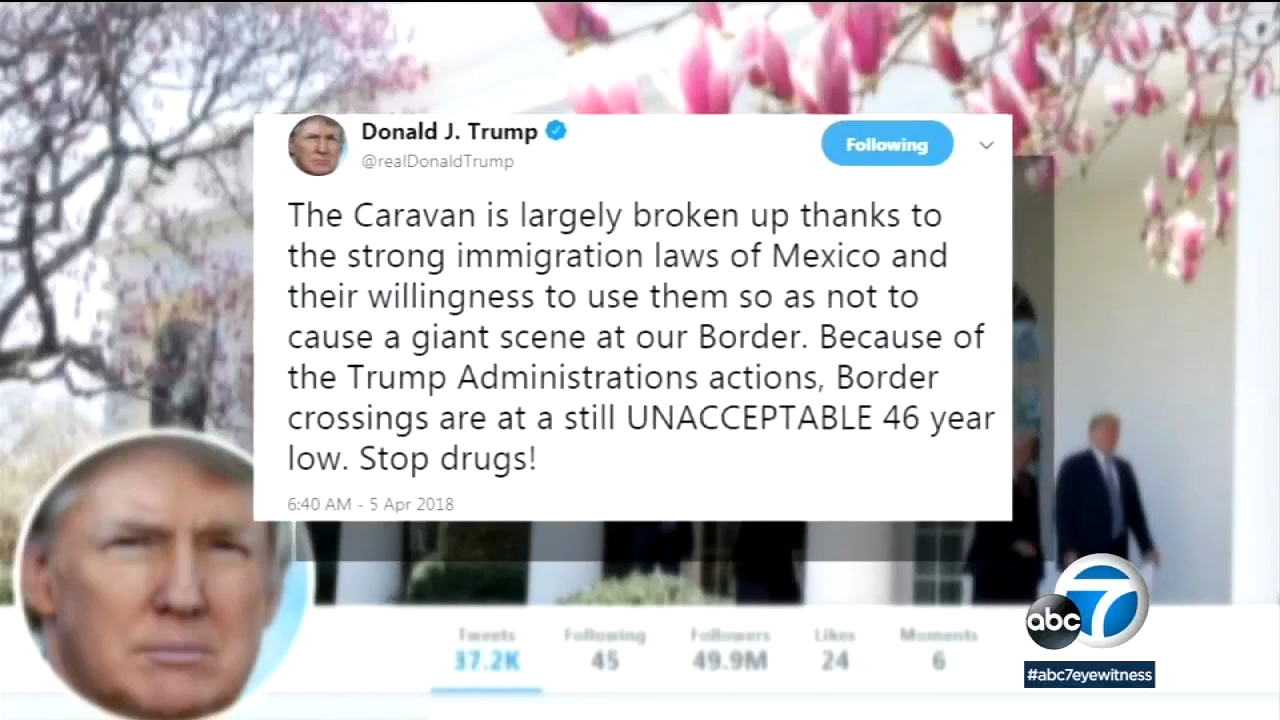 Donald J. Trump
@realDonaldTrump
Following
The Caravan is largely broken up thanks to
the strong immigration laws of Mexico and
their willingness to use them so as not to
cause a giant scene at our Border. Because of
the Trump Administrations actions, Border
crossings are at a still UNACCEPTABLE 46 year
low. Stop drugs!
6:40 AM - 5 Apr 2018
Tweets Following Followers Likes Moments
37.2K 45 49.9M 24 6
abc 7
#abc7eyewitness